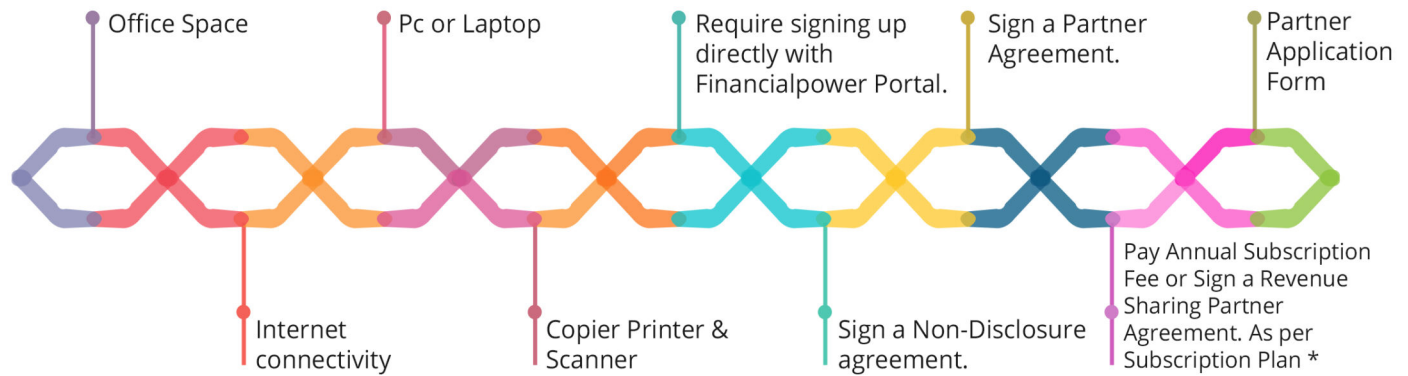 Office Space
Internet
connectivity
Pc or Laptop
Copier Printer &
Scanner
Require signing up
directly with
Financialpower Portal.
Sign a Non-Disclosure
agreement.
Sign a Partner
Agreement.
Pay Annual Subscription
Fee or Sign a Revenue
Sharing Partner
Agreement. As per
Subscription Plan *
Partner
Application
Form